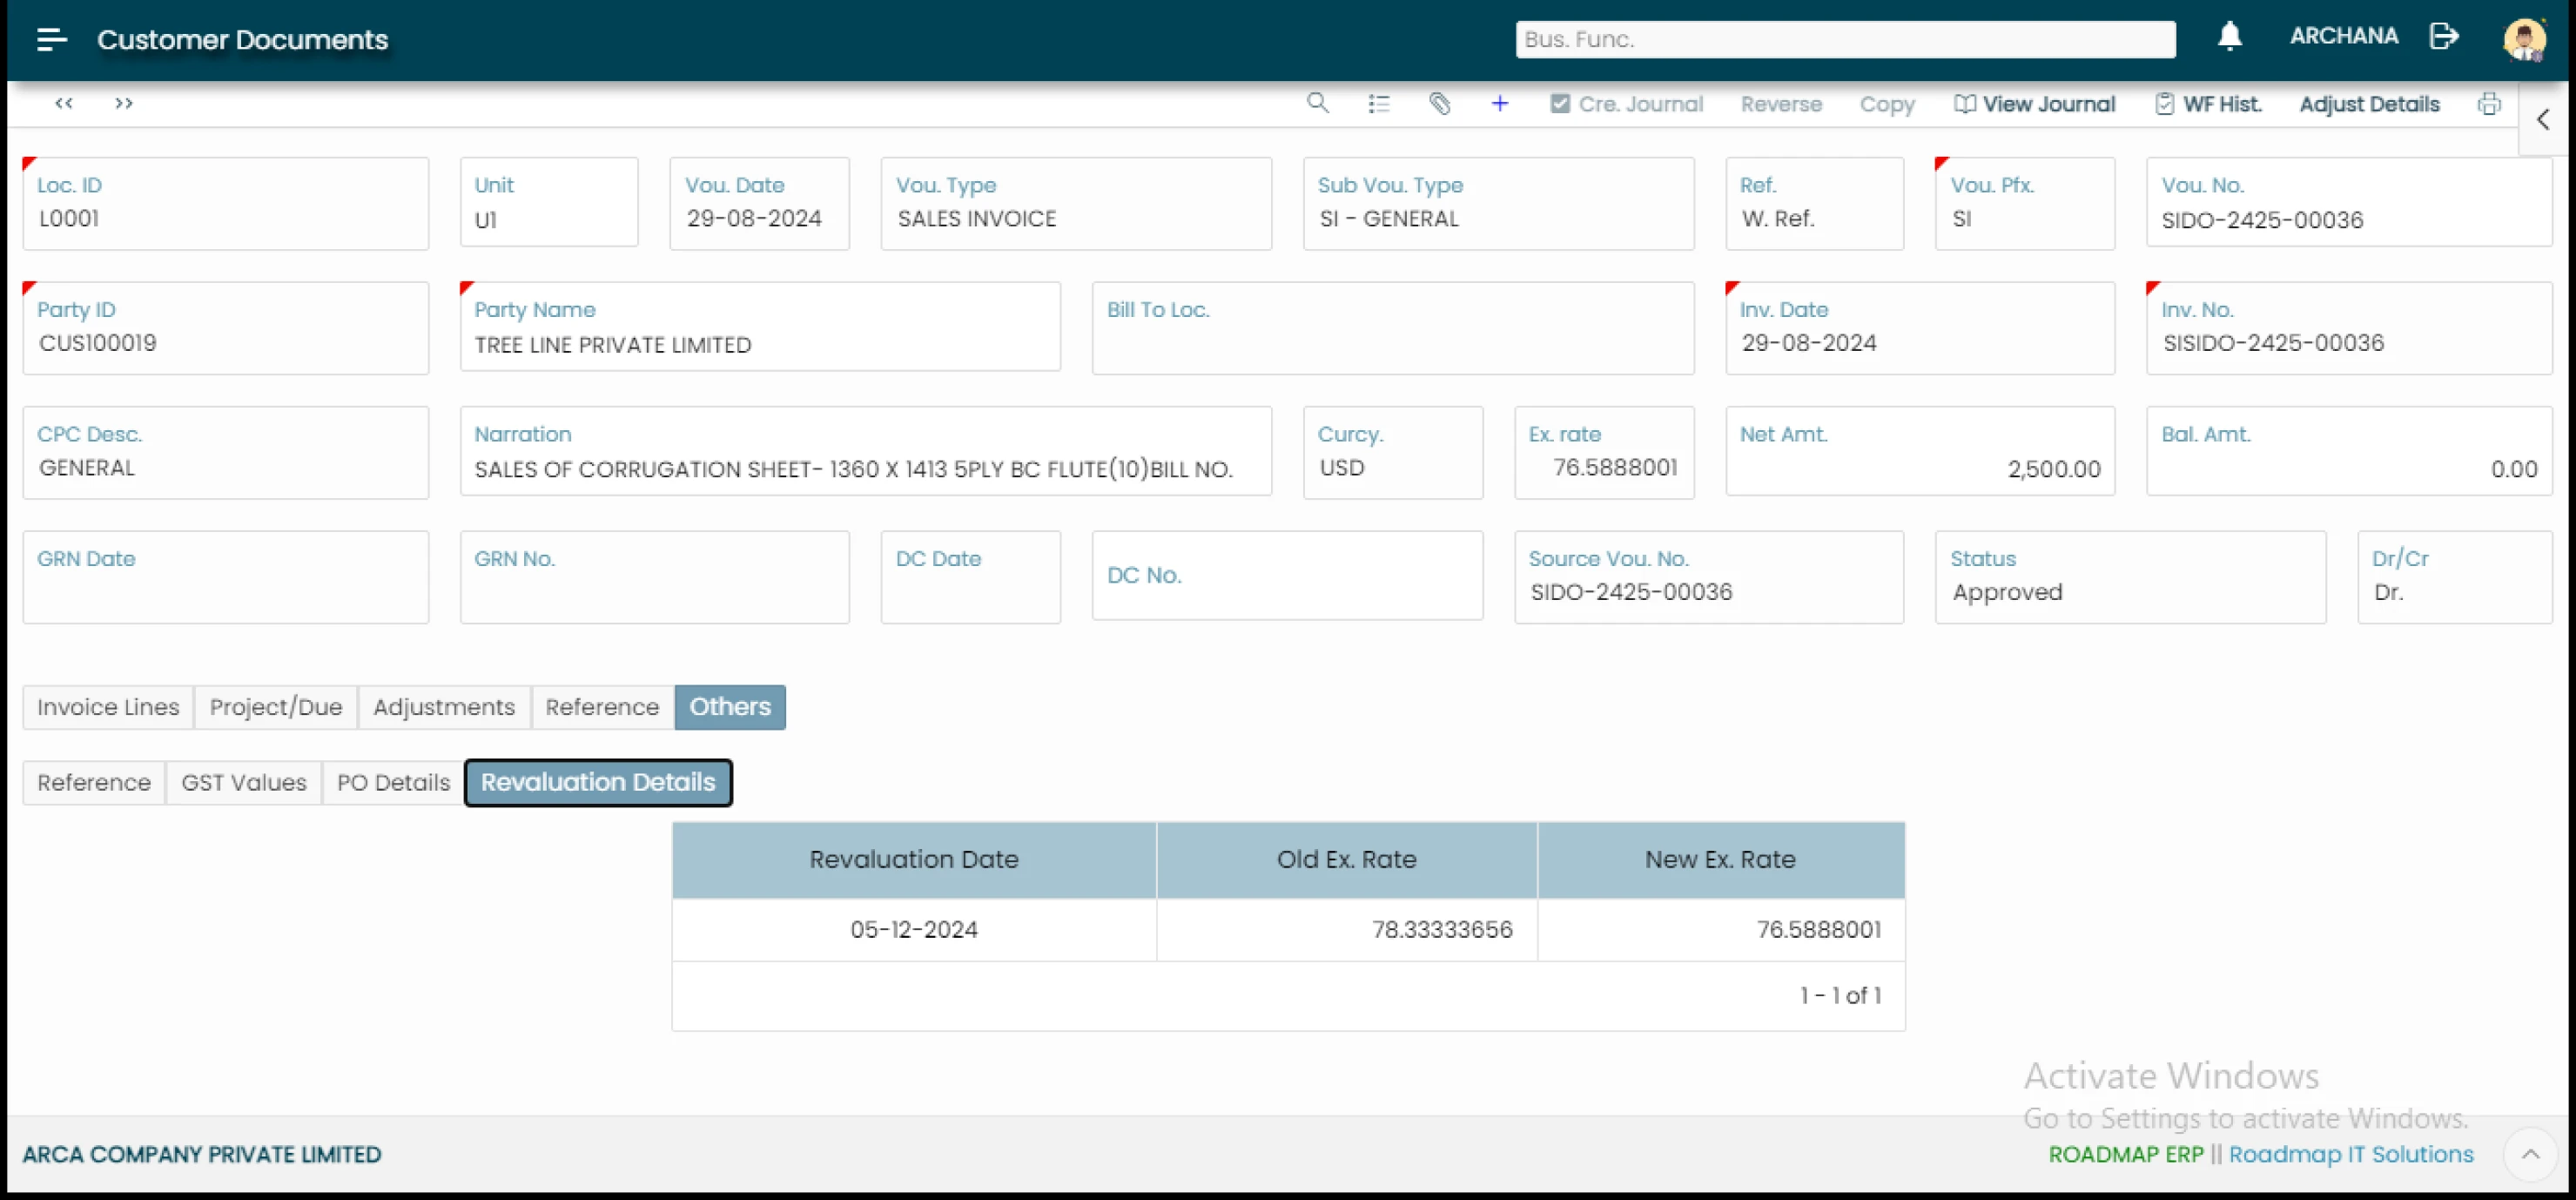 Customer Documents
Bus. Func.
ARCHANA
<< >>
Cre. Journal Reverse Copy View Journal WF Hist. Adjust Details
Loc. ID Unit Vou. Date Vou. Type Sub Vou. Type Ref. Vou. Pfx. Vou. No.
L0001 U1 29-08-2024 SALES INVOICE SI - GENERAL W. Ref. SI SIDO-2425-00036
Party ID Party Name Bill To Loc. Inv. Date Inv. No.
CUS100019 TREE LINE PRIVATE LIMITED 29-08-2024 SISIDO-2425-00036
CPC Desc. Narration Curcy. Ex. rate Net Amt. Bal. Amt.
GENERAL SALES OF CORRUGATION SHEET- 1360 X 1413 5PLY BC FLUTE(10)BILL NO. USD 76.5888001 2,500.00 0.00
GRN Date GRN No. DC Date DC No. Source Vou. No. Status Dr/Cr
SIDO-2425-00036 Approved Dr.
Invoice Lines Project/Due Adjustments Reference Others
Reference GST Values PO Details Revaluation Details
Revaluation Date Old Ex. Rate New Ex. Rate
05-12-2024 78.33333656 76.5888001
1 - 1 of 1
Activate Windows
Go to Settings to activate Windows.
ARCA COMPANY PRIVATE LIMITED
ROADMAP ERP || Roadmap IT Solutions